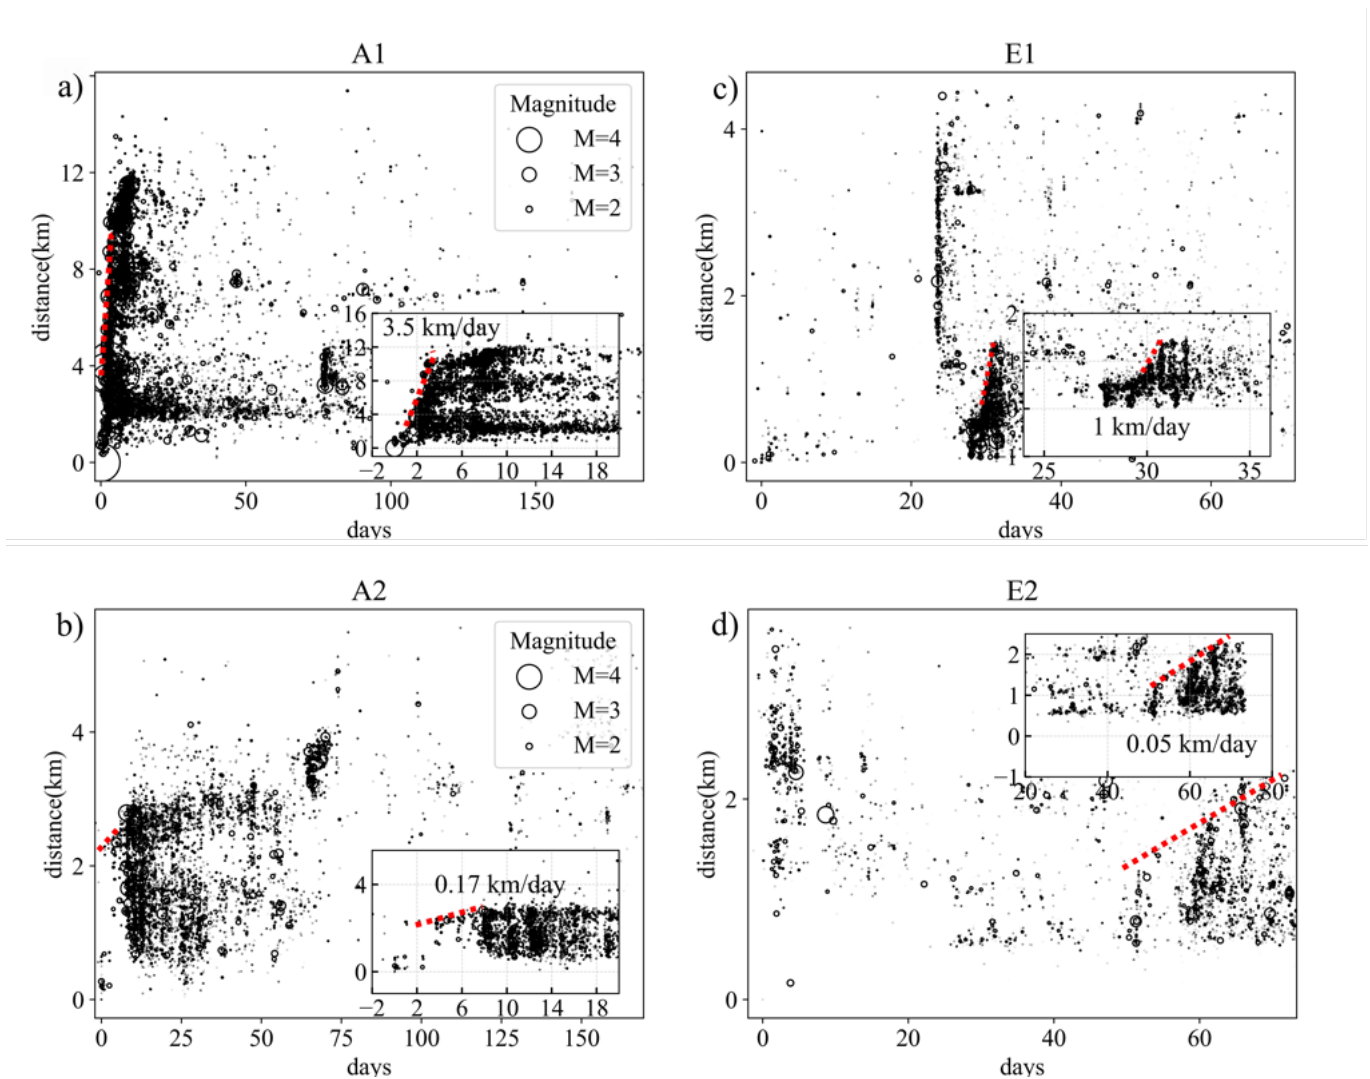 A1
a)
distance(km)
12
8
4
0
0
50
100
150
days
Magnitude
M=4
M=3
M=2
3.5 km/day
16
12
8
4
0
−2
2
6
10
14
18
E1
c)
distance(km)
4
2
0
0
20
40
60
days
2
1
1 km/day
25
30
35
A2
b)
distance(km)
4
2
0
0
25
50
75
100
125
150
days
Magnitude
M=4
M=3
M=2
0.17 km/day
4
0
−2
2
6
10
14
18
E2
d)
distance(km)
2
0
0
20
40
60
days
2
1
0
−1
0.05 km/day
20
40
60
80